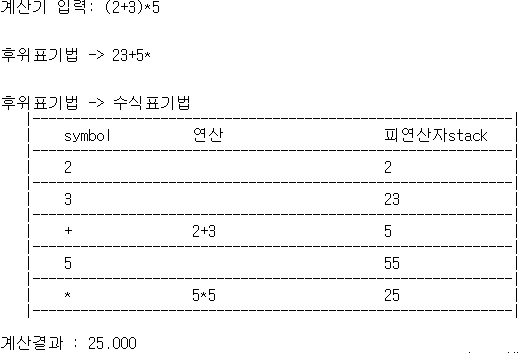 계산기 입력: (2+3)*5
후위표기법 -> 23+5*
후위표기법 -> 수식표기법
symbol 연산 피연산자stack
2 2
3 23
+ 2+3 5
5 55
* 5*5 25
계산결과 : 25.000